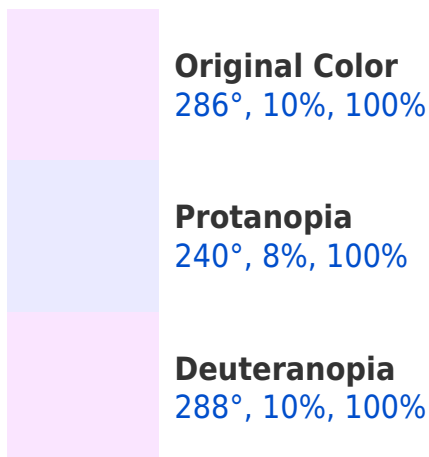 Original Color
286°, 10%, 100%
Protanopia
240°, 8%, 100%
Deuteranopia
288°, 10%, 100%